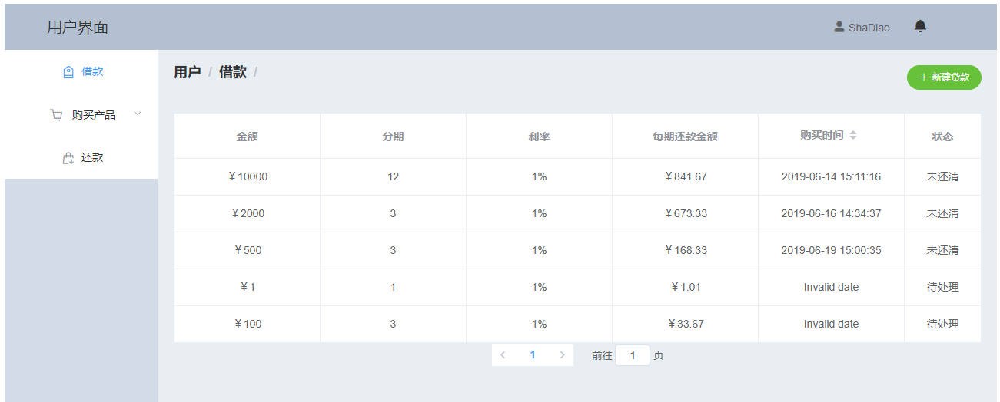 用户界面
ShaDiao
借款
购买产品
还款
用户 / 借款 /
+ 新建贷款
金额 分期 利率 每期还款金额 购买时间 状态
￥10000 12 1% ￥841.67 2019-06-14 15:11:16 未还清
￥2000 3 1% ￥673.33 2019-06-16 14:34:37 未还清
￥500 3 1% ￥168.33 2019-06-19 15:00:35 未还清
￥1 1 1% ￥1.01 Invalid date 待处理
￥100 3 1% ￥33.67 Invalid date 待处理
< 1 > 前往 1 页